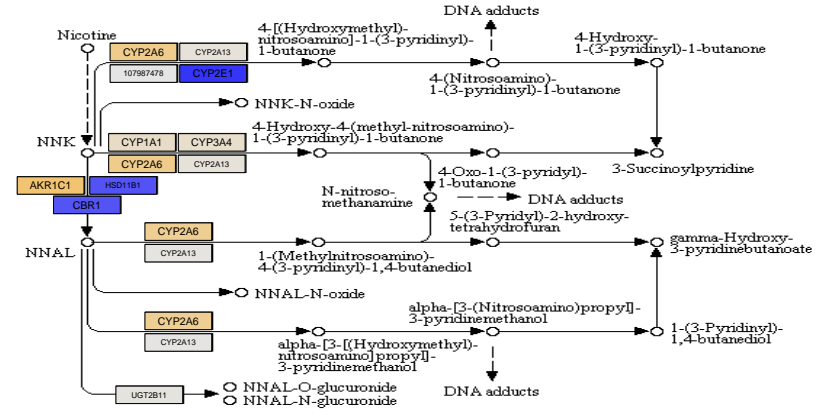 DNA adducts
Nicotine
4-[(Hydroxymethyl)-
nitrosoamino]-1-(3-pyridinyl)-
1-butanone
4-Hydroxy-
1-(3-pyridinyl)-1-butanone
CYP2A6
CYP2A13
107987478
CYP2E1
4-(Nitrosoamino)-
1-(3-pyridinyl)-1-butanone
NNK-N-oxide
NNK
CYP1A1
CYP3A4
4-Hydroxy-4-(methyl-nitrosoamino)-
1-(3-pyridinyl)-1-butanone
CYP2A6
CYP2A13
3-Succinoylpyridine
AKR1C1
HSD11B1
CBR1
4-Oxo-1-(3-pyridyl)-
1-butanone
N-nitroso-
methanamine
DNA adducts
5-(3-Pyridyl)-2-hydroxy-
tetrahydrofuran
CYP2A6
CYP2A13
NNAL
1-(Methylnitrosoamino)-
4-(3-pyridinyl)-1,4-butanediol
gamma-Hydroxy-
3-pyridinebutanoate
NNAL-N-oxide
alpha-[3-(Nitrosoamino)propyl]-
3-pyridinemethanol
CYP2A6
CYP2A13
alpha-[3-[(Hydroxymethyl)-
nitrosoamino]propyl]-
3-pyridinemethanol
1-(3-Pyridinyl)-
1,4-butanediol
UGT2B11
NNAL-O-glucuronide
NNAL-N-glucuronide
DNA adducts